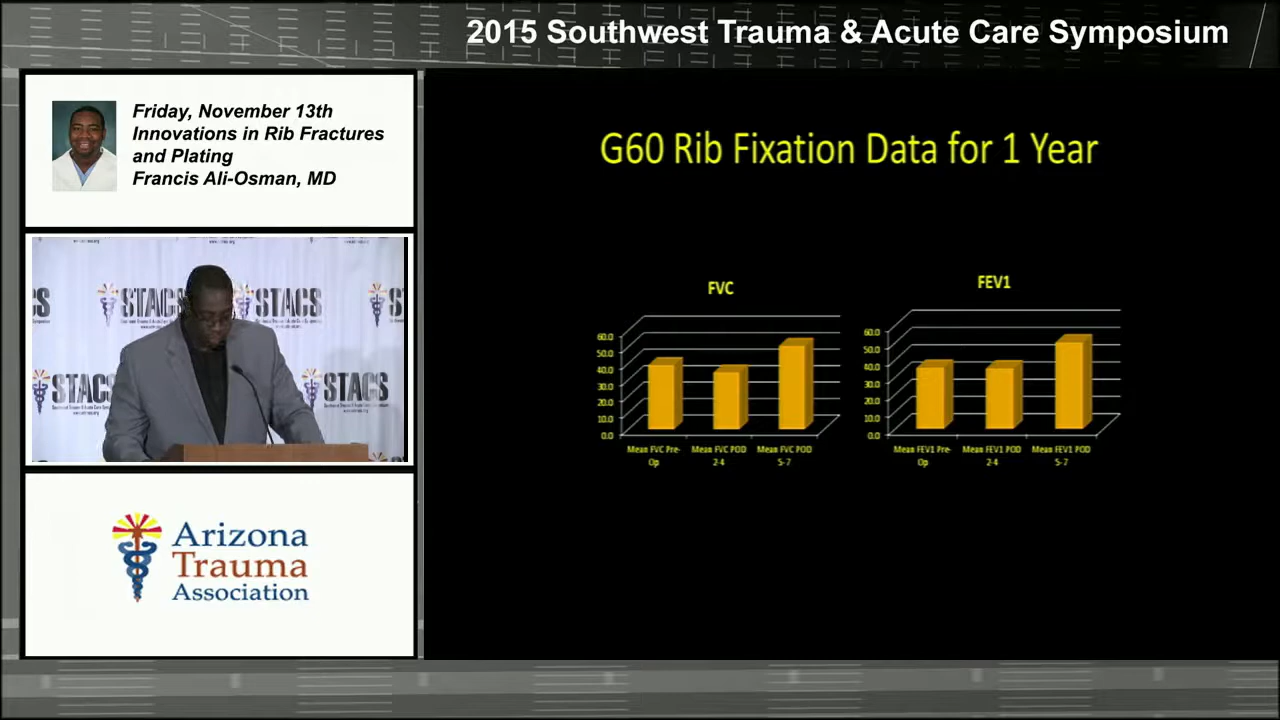 2015 Southwest Trauma & Acute Care Symposium
Friday, November 13th
Innovations in Rib Fractures
and Plating
Francis Ali-Osman, MD
STACS
STACS
STACS
STACS
Arizona
Trauma
Association
G60 Rib Fixation Data for 1 Year
FVC
60.0
50.0
40.0
30.0
20.0
10.0
0.0
Mean FVC Pre-
Op
Mean FVC POD
2-4
Mean FVC POD
5-7
FEV1
60.0
50.0
40.0
30.0
20.0
10.0
0.0
Mean FEV1 Pre-
Op
Mean FEV1 POD
2-4
Mean FEV1 POD
5-7